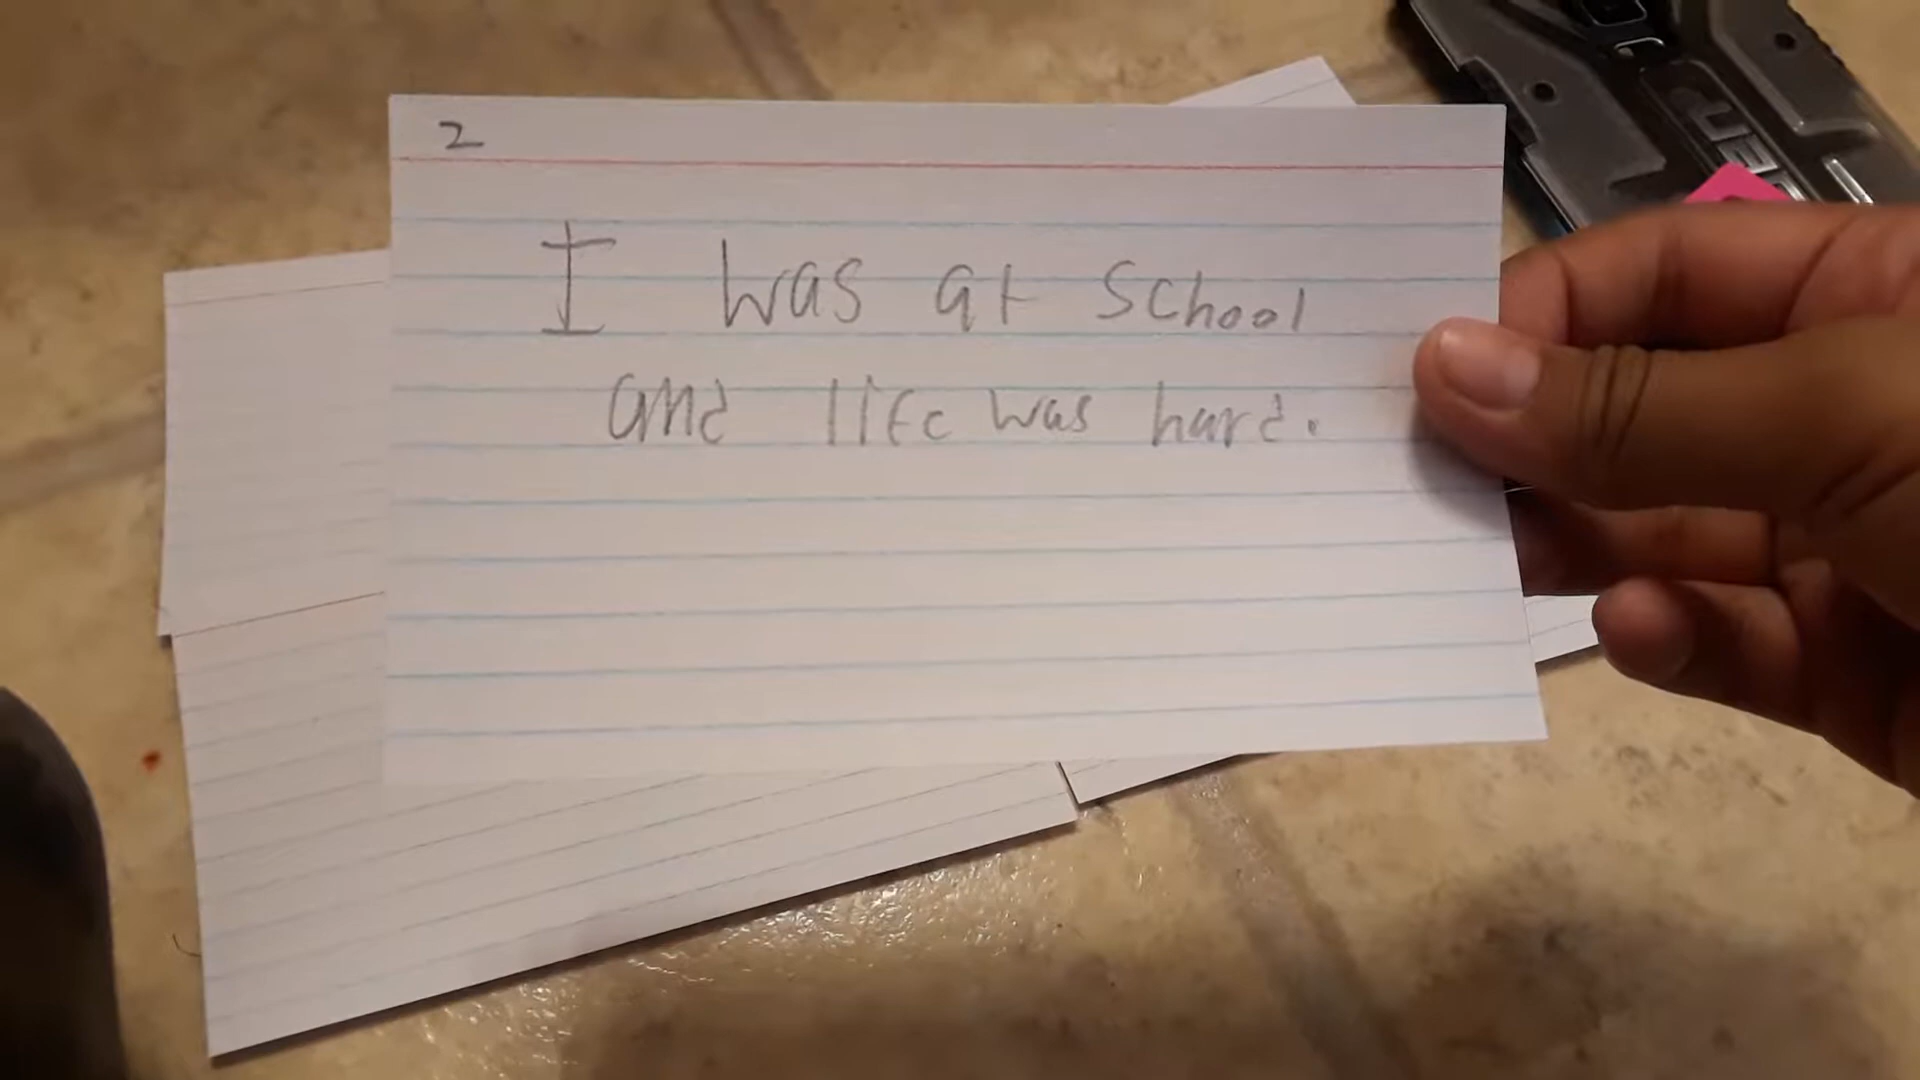 2
I was at school
and life was hard.